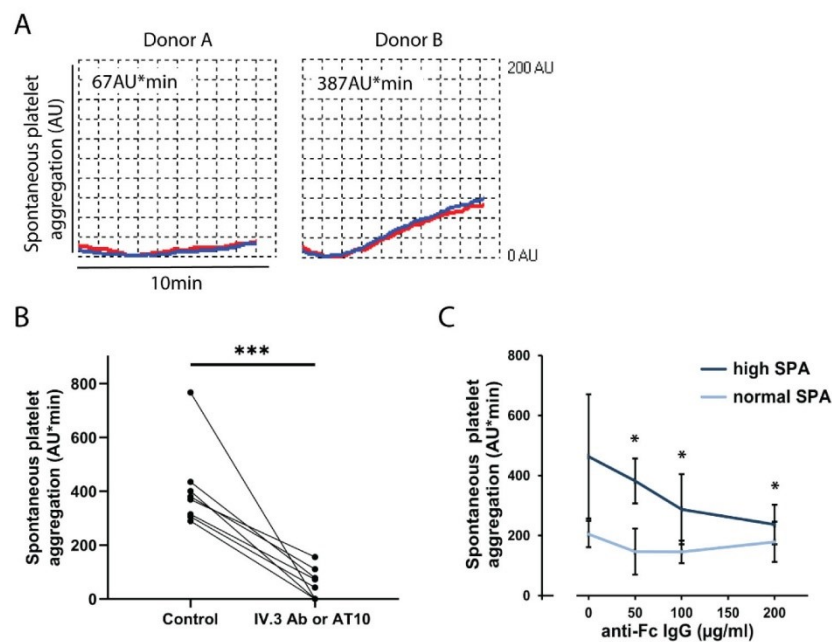 A
Donor A
Donor B
Spontaneous platelet
aggregation (AU)
67AU*min
387AU*min
200 AU
0 AU
10min
B
***
Spontaneous platelet
aggregation (AU*min)
800
600
400
200
0
Control
IV.3 Ab or AT10
C
high SPA
normal SPA
Spontaneous platelet
aggregation (AU*min)
800
600
400
200
0
*
*
*
0
50
100
150
200
anti-Fc IgG (µg/ml)